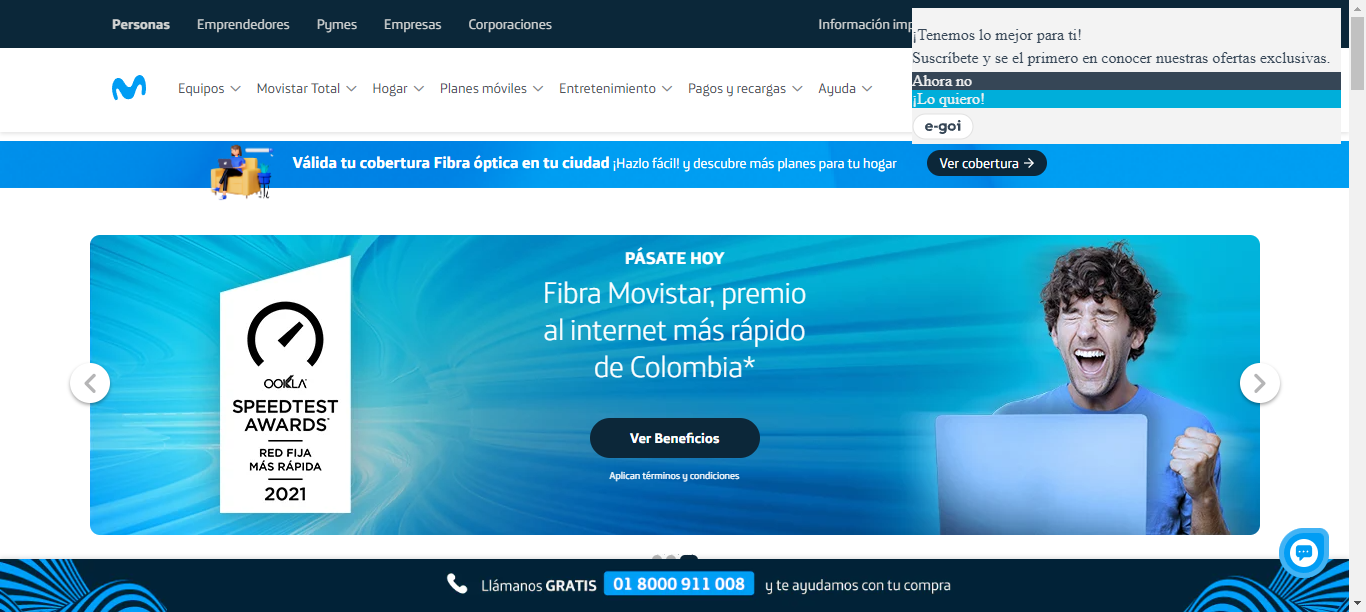 Personas Emprendedores Pymes Empresas Corporaciones Información imp
¡Tenemos lo mejor para ti!
Suscríbete y se el primero en conocer nuestras ofertas exclusivas.
Ahora no
¡Lo quiero!
e-goi
Equipos Movistar Total Hogar Planes móviles Entretenimiento Pagos y recargas Ayuda
Válida tu cobertura Fibra óptica en tu ciudad ¡Hazlo fácil! y descubre más planes para tu hogar Ver cobertura →
OOKLA
SPEEDTEST
AWARDS™
RED FIJA
MÁS RÁPIDA
2021
PÁSATE HOY
Fibra Movistar, premio
al internet más rápido
de Colombia*
Ver Beneficios
Aplican términos y condiciones
Llámanos GRATIS 01 8000 911 008 y te ayudamos con tu compra